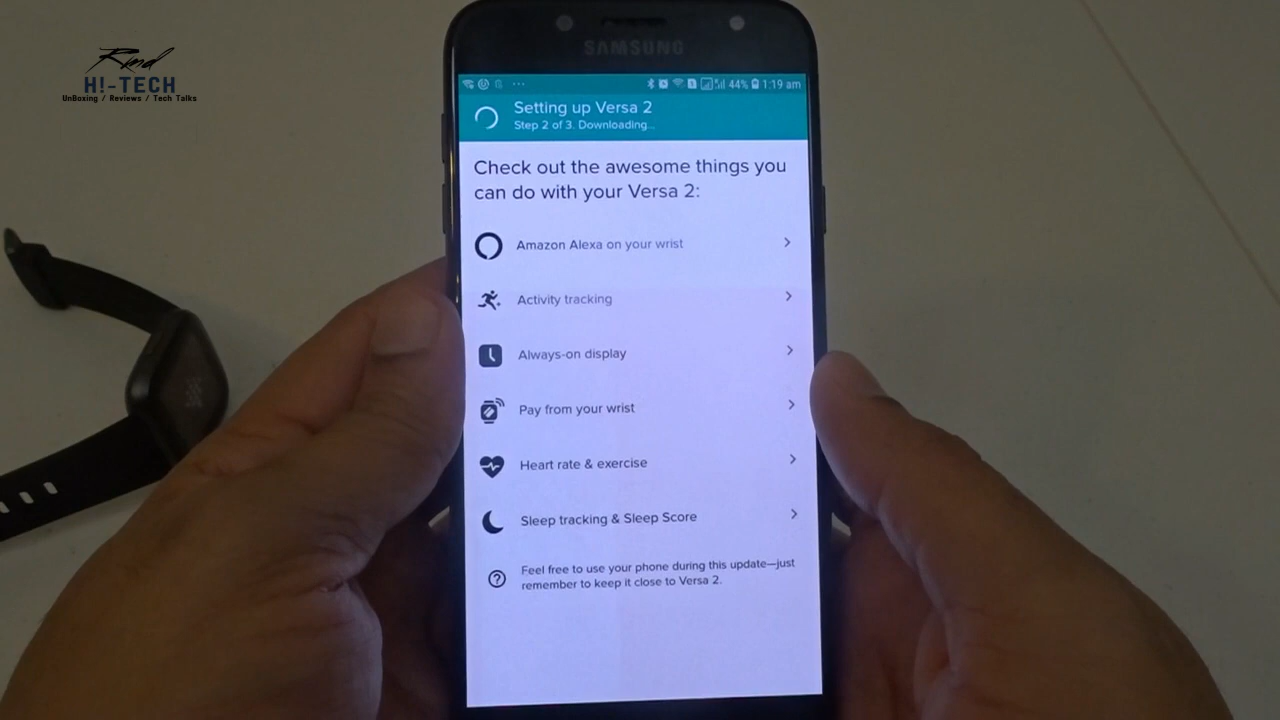 Rmd
H!-TECH
UnBoxing / Reviews / Tech Talks
SAMSUNG
44% 1:19 am
Setting up Versa 2
Step 2 of 3. Downloading...
Check out the awesome things you
can do with your Versa 2:
Amazon Alexa on your wrist
Activity tracking
Always-on display
Pay from your wrist
Heart rate & exercise
Sleep tracking & Sleep Score
Feel free to use your phone during this update—just
remember to keep it close to Versa 2.